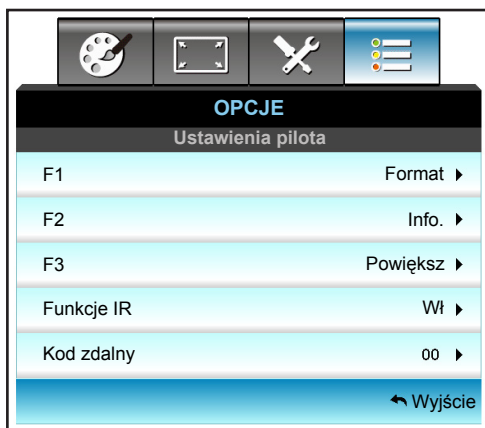 OPCJE
Ustawienia pilota
F1 Format
F2 Info.
F3 Powiększ
Funkcje IR Wł
Kod zdalny 00
Wyjście